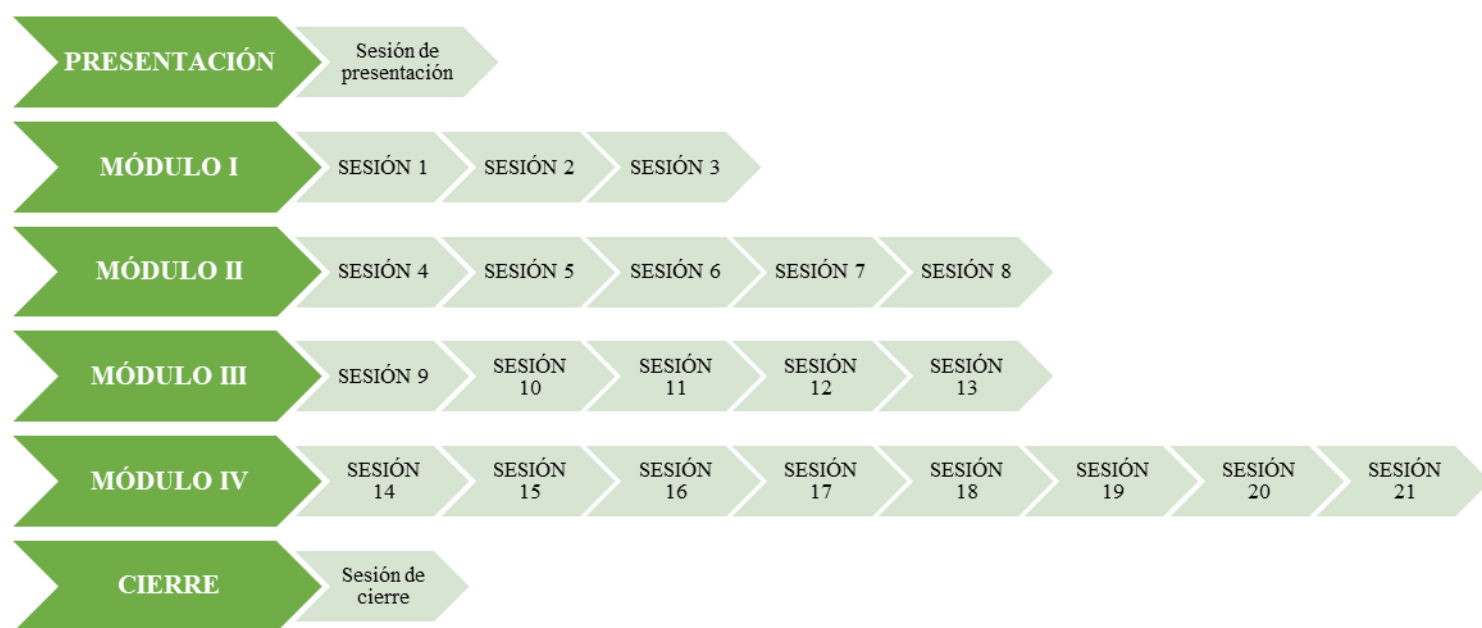 PRESENTACIÓN
Sesión de
presentación
MÓDULO I
SESIÓN 1
SESIÓN 2
SESIÓN 3
MÓDULO II
SESIÓN 4
SESIÓN 5
SESIÓN 6
SESIÓN 7
SESIÓN 8
MÓDULO III
SESIÓN 9
SESIÓN
10
SESIÓN
11
SESIÓN
12
SESIÓN
13
MÓDULO IV
SESIÓN
14
SESIÓN
15
SESIÓN
16
SESIÓN
17
SESIÓN
18
SESIÓN
19
SESIÓN
20
SESIÓN
21
CIERRE
Sesión de
cierre